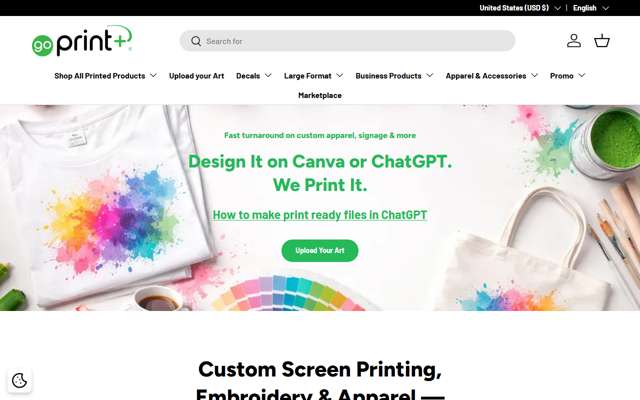 United States (USD $) | English
go print+
Search for
Shop All Printed Products Upload your Art Decals Large Format Business Products Apparel & Accessories Promo
Marketplace
Fast turnaround on custom apparel, signage & more
Design It on Canva or ChatGPT.
We Print It.
How to make print ready files in ChatGPT
Upload Your Art
Custom Screen Printing,
Embroidery & Apparel —